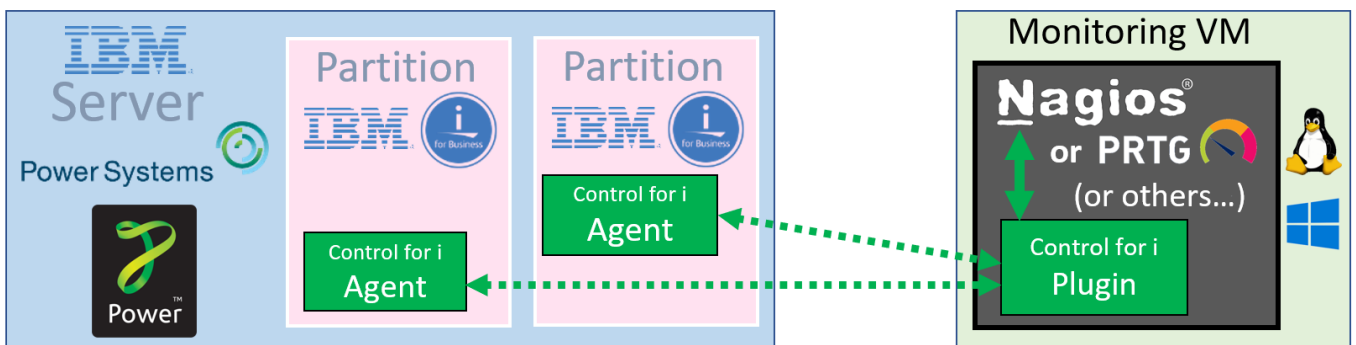 IBM
Server
Power Systems
Power™
Partition
IBM
i
for Business
Control for i
Agent
Partition
IBM
i
for Business
Control for i
Agent
Monitoring VM
Nagios®
or PRTG
(or others...)
Control for i
Plugin